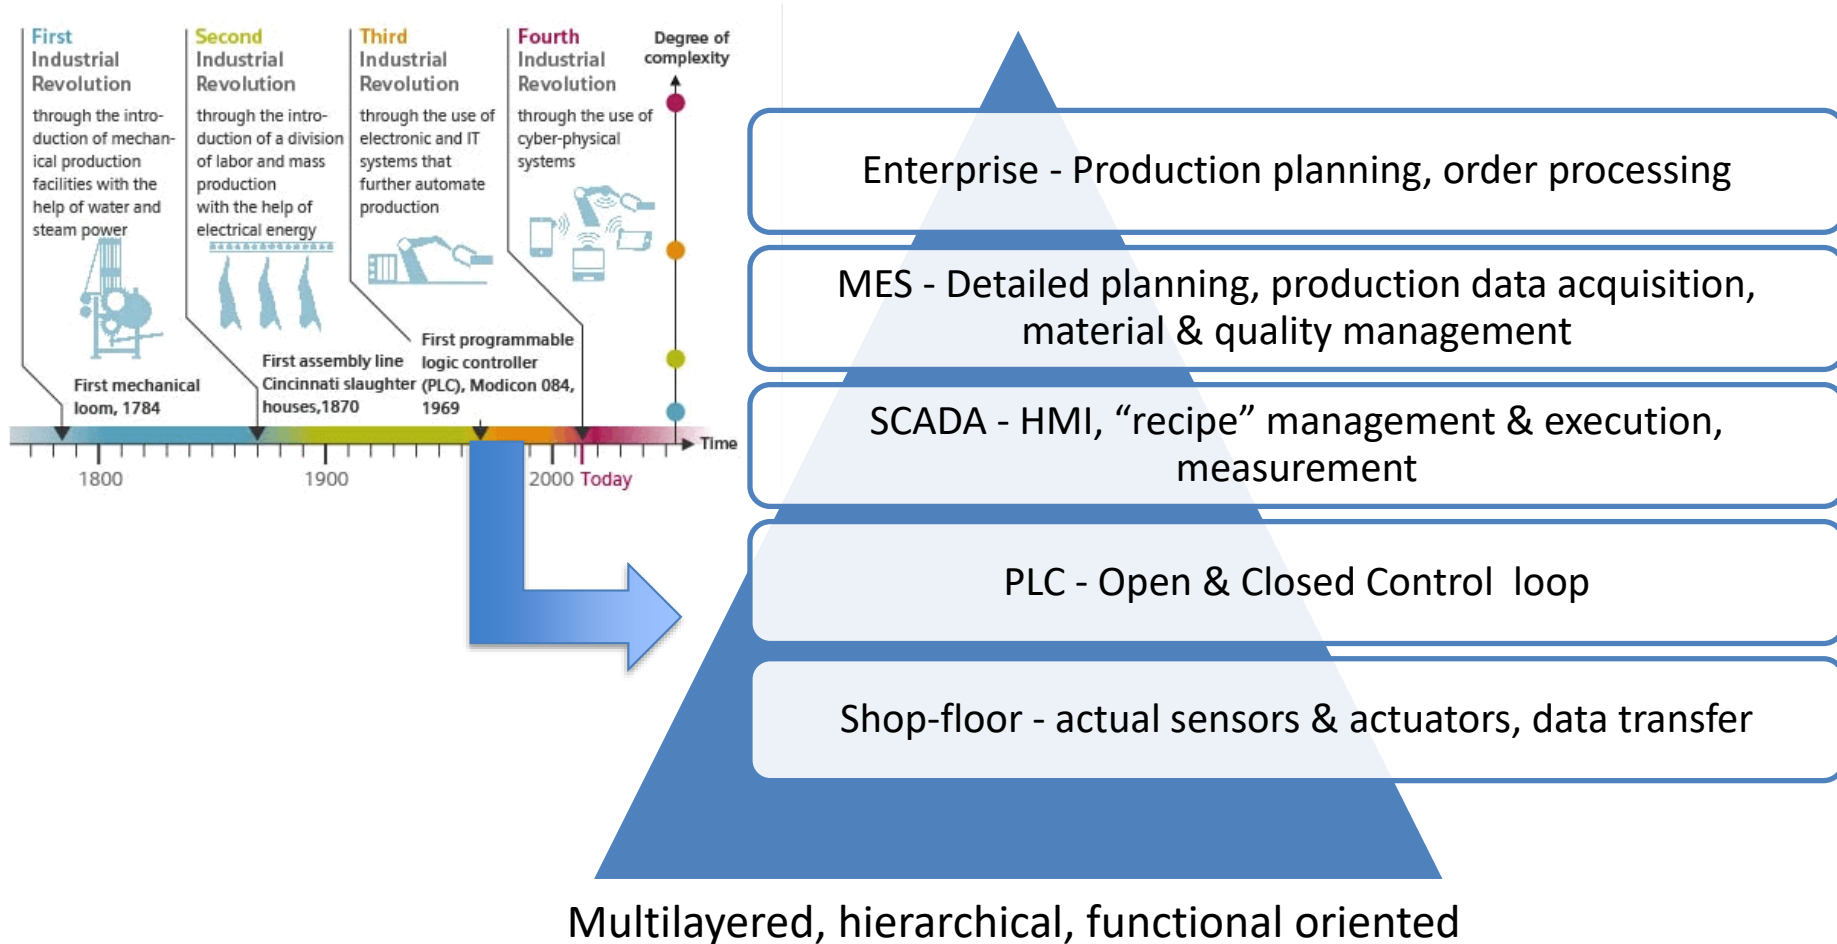 First
Industrial
Revolution
through the intro-
duction of mechan-
ical production
facilities with the
help of water and
steam power
Second
Industrial
Revolution
through the intro-
duction of a division
of labor and mass
production
with the help of
electrical energy
Third
Industrial
Revolution
through the use of
electronic and IT
systems that
further automate
production
Fourth
Industrial
Revolution
through the use of
cyber-physical
systems
Degree of
complexity
First mechanical
loom, 1784
First assembly line
Cincinnati slaughter
houses,1870
First programmable
logic controller
(PLC), Modicon 084,
1969
Time
1800
1900
2000
Today
Enterprise - Production planning, order processing
MES - Detailed planning, production data acquisition,
material & quality management
SCADA - HMI, “recipe” management & execution,
measurement
PLC - Open & Closed Control loop
Shop-floor - actual sensors & actuators, data transfer
Multilayered, hierarchical, functional oriented